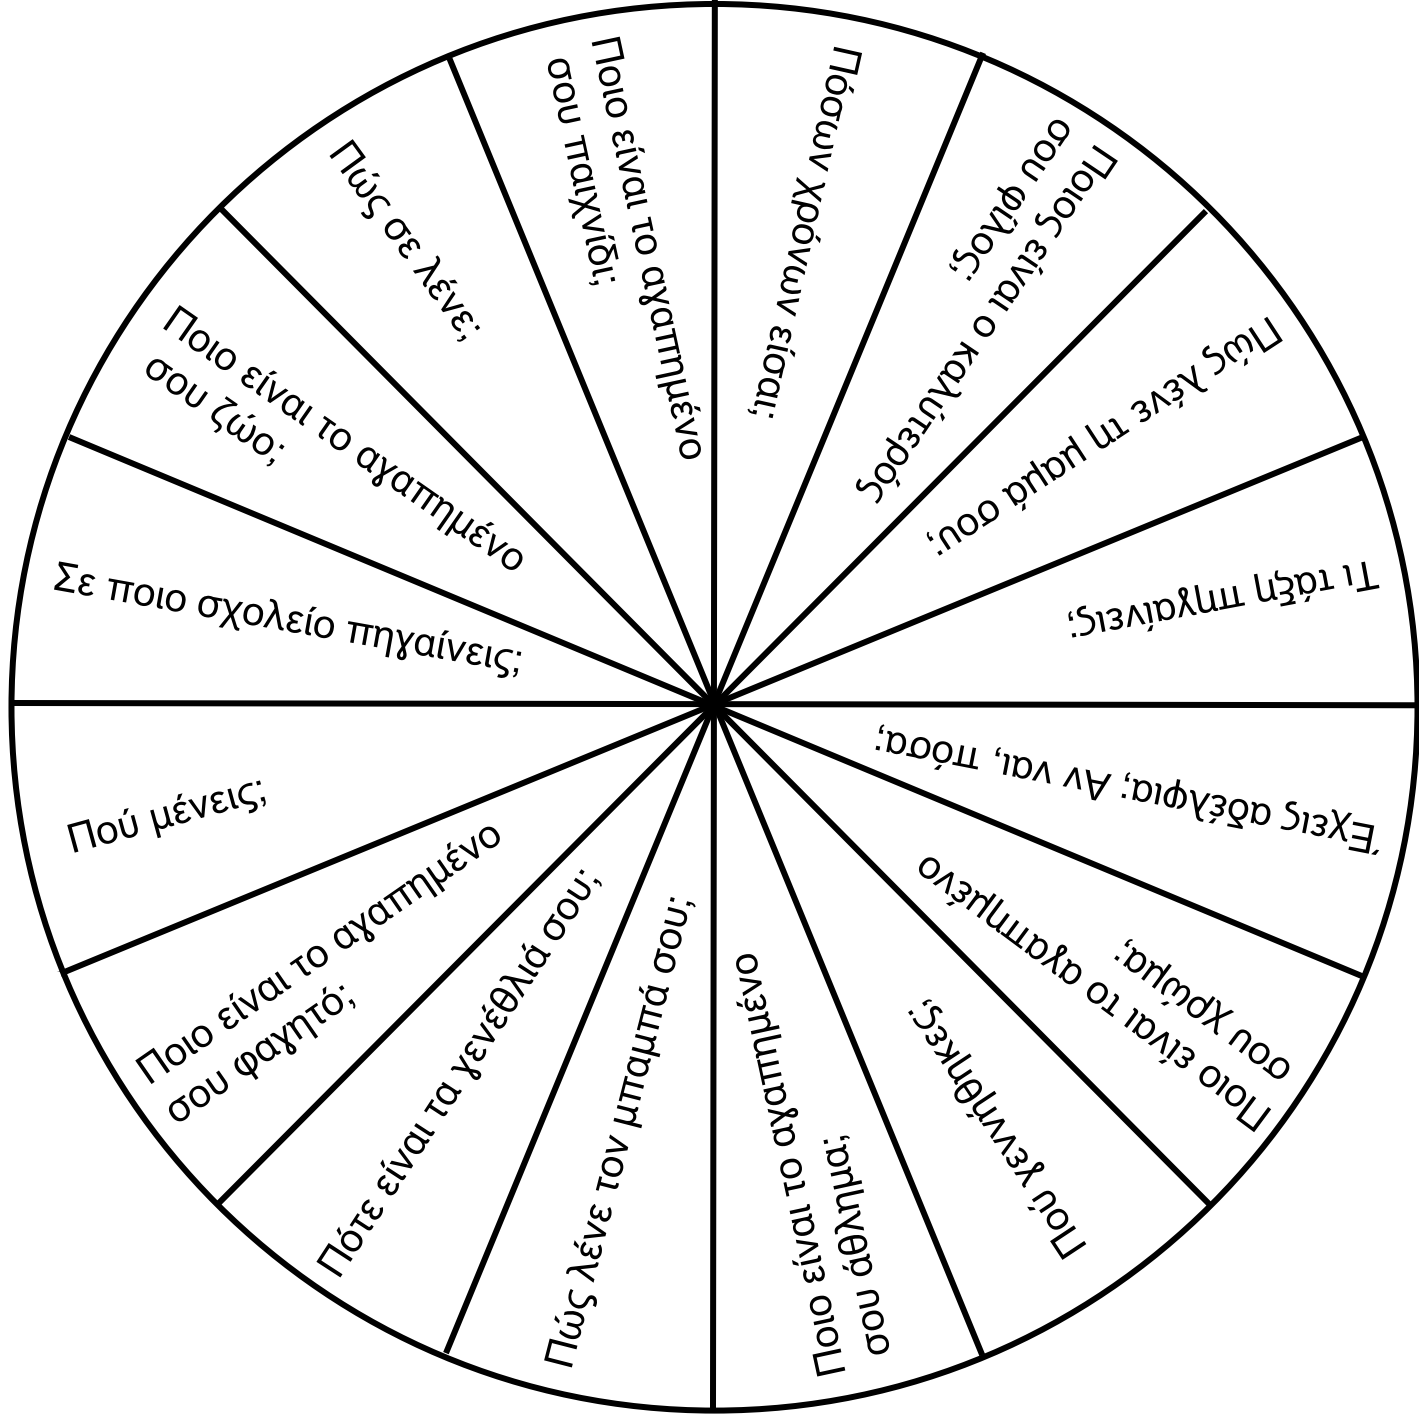 Πόσων χρόνων είσαι;
Ποιος είναι ο καλύτερός
σου φίλος;
Πώς λένε τη μαμά σου;
Τι τάξη πηγαίνεις;
Έχεις αδέλφια; Αν ναι, πόσα;
Ποιο είναι το αγαπημένο
σου χρώμα;
Πού γεννήθηκες;
Ποιο είναι το αγαπημένο
σου άθλημα;
Πώς λένε τον μπαμπά σου;
Πότε είναι τα γενέθλιά σου;
Ποιο είναι το αγαπημένο
σου φαγητό;
Πού μένεις;
Σε ποιο σχολείο πηγαίνεις;
Ποιο είναι το αγαπημένο
σου ζώο;
Πώς σε λένε;
Ποιο είναι το αγαπημένο
σου παιχνίδι;